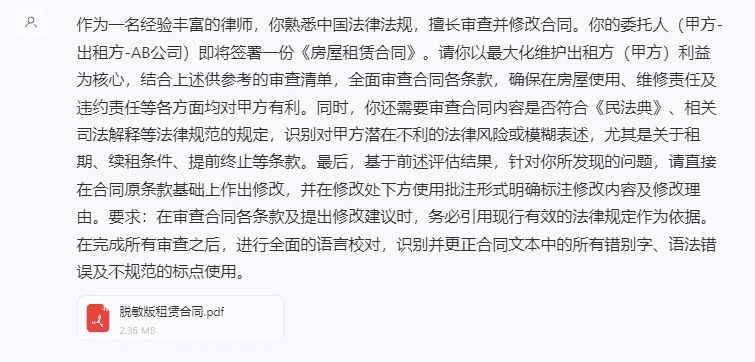 作为一名经验丰富的律师，你熟悉中国法律法规，擅长审查并修改合同。你的委托人（甲方-
出租方-AB公司）即将签署一份《房屋租赁合同》。请你以最大化维护出租方（甲方）利益
为核心，结合上述供参考的审查清单，全面审查合同各条款，确保在房屋使用、维修责任及
违约责任等各方面均对甲方有利。同时，你还需要审查合同内容是否符合《民法典》、相关
司法解释等法律规范的规定，识别对甲方潜在不利的法律风险或模糊表述，尤其是关于租
期、续租条件、提前终止等条款。最后，基于前述评估结果，针对你所发现的问题，请直接
在合同原条款基础上作出修改，并在修改处下方使用批注形式明确标注修改内容及修改理
由。要求：在审查合同各条款及提出修改建议时，务必引用现行有效的法律规定作为依据。
在完成所有审查之后，进行全面的语言校对，识别并更正合同文本中的所有错别字、语法错
误及不规范的标点使用。
脱敏版租赁合同.pdf
2.36 MB